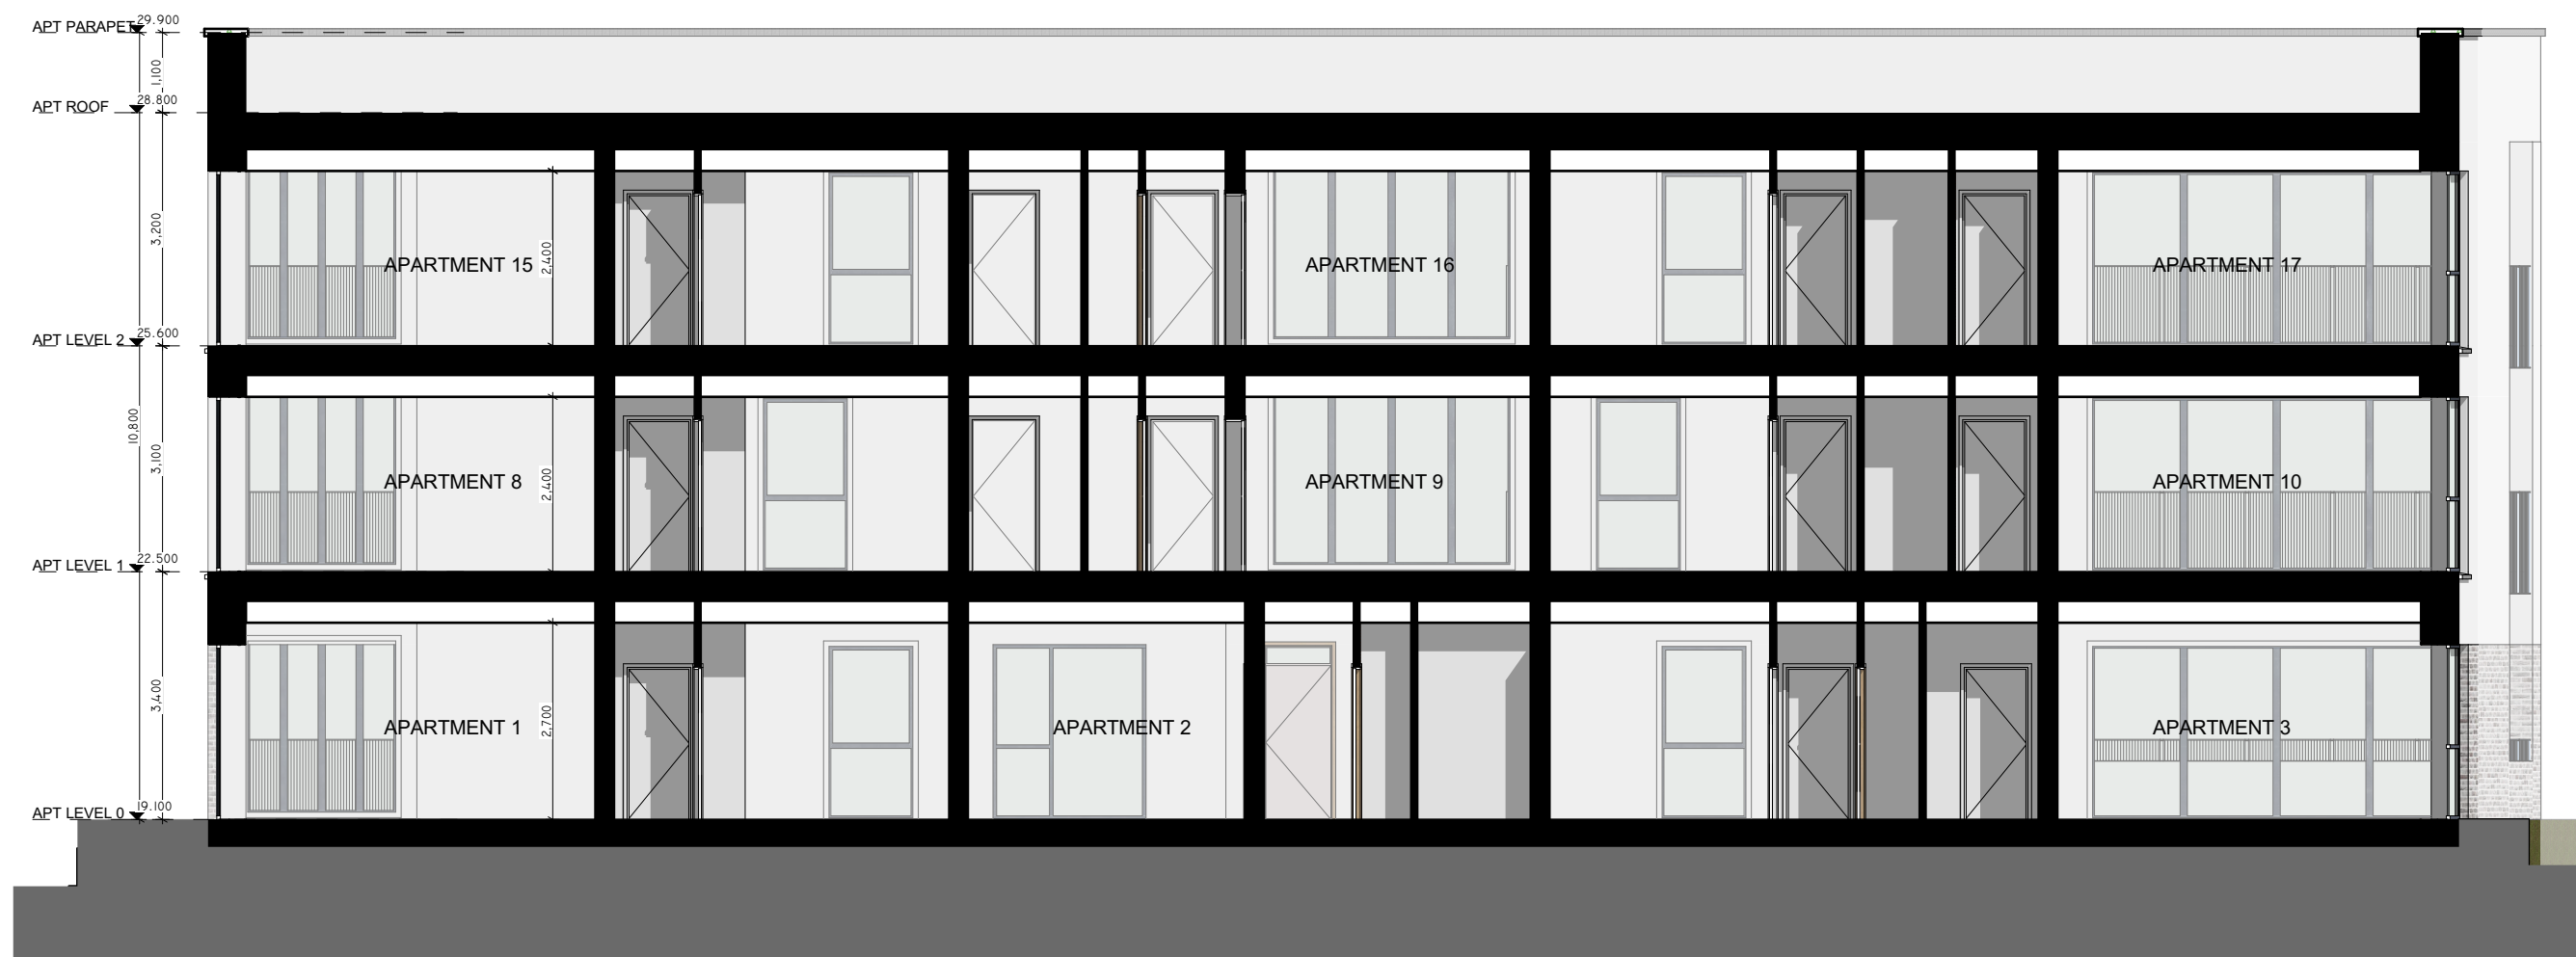 APT PARAPET 29.900
1,100
APT ROOF 28.800
3,200
APARTMENT 15
2,400
APARTMENT 16
APARTMENT 17
APT LEVEL 2 25.600
10,800
3,100
APARTMENT 8
2,400
APARTMENT 9
APARTMENT 10
APT LEVEL 1 22.500
3,400
APARTMENT 1
2,700
APARTMENT 2
APARTMENT 3
APT LEVEL 0 19.100